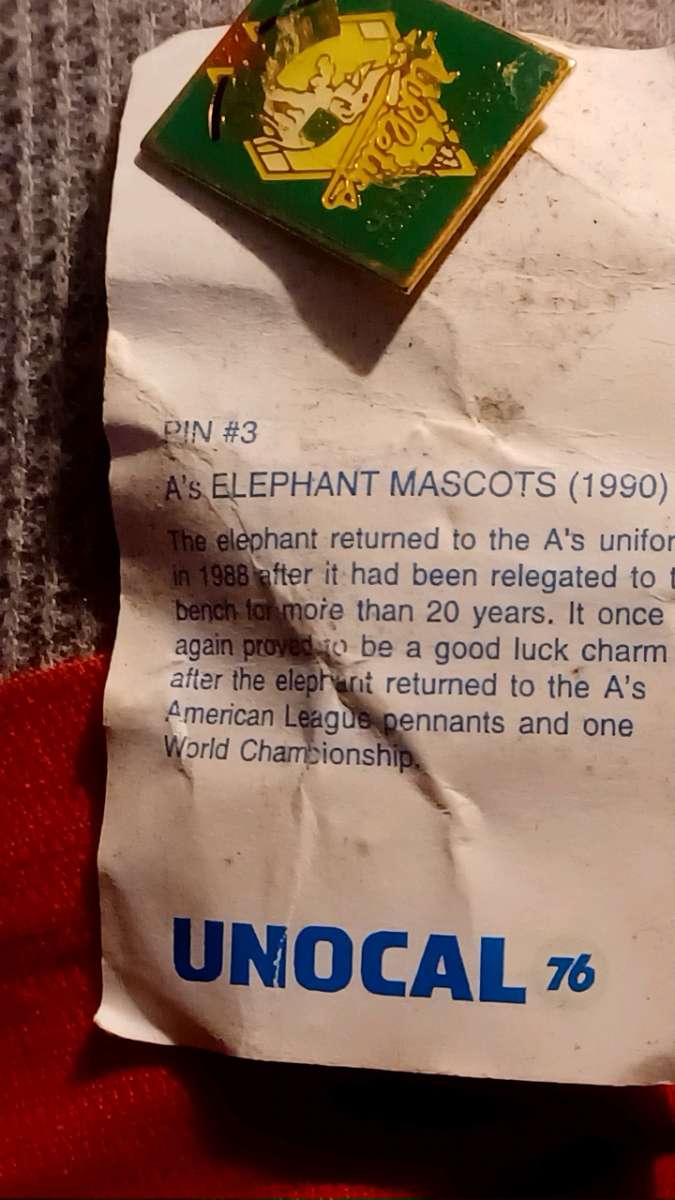 PIN #3
A's ELEPHANT MASCOTS (1990)
The elephant returned to the A's unifor
in 1988 after it had been relegated to t
bench for more than 20 years. It once
again proved to be a good luck charm
after the elephant returned to the A's
American League pennants and one
World Championship.
UNOCAL 76